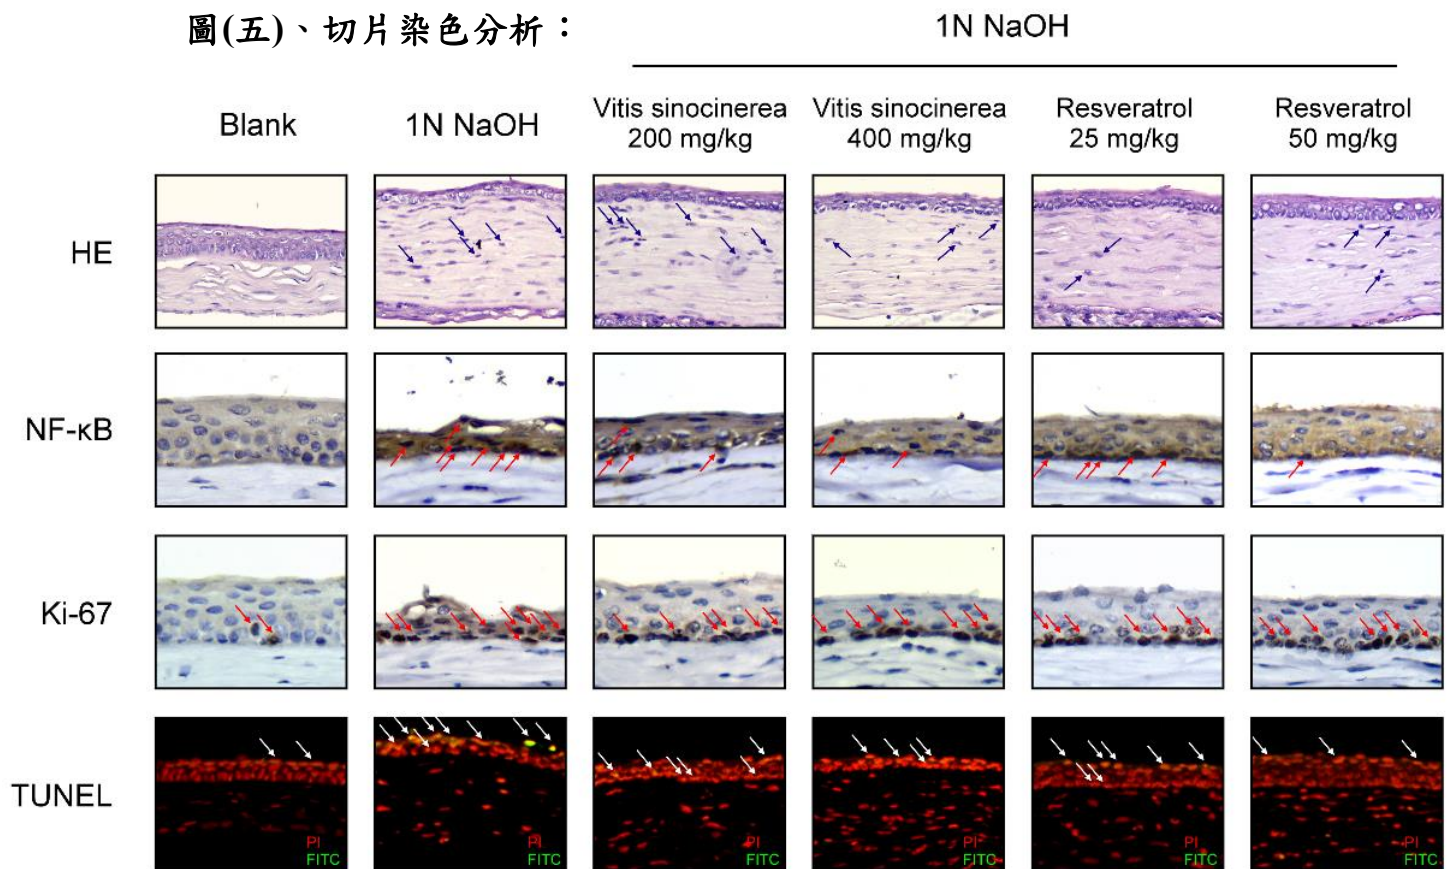 圖(五)、切片染色分析：
1N NaOH
Blank
1N NaOH
Vitis sinocinerea
200 mg/kg
Vitis sinocinerea
400 mg/kg
Resveratrol
25 mg/kg
Resveratrol
50 mg/kg
HE
NF-κB
Ki-67
TUNEL
PI
FITC
PI
FITC
PI
FITC
PI
FITC
PI
FITC
PI
FITC